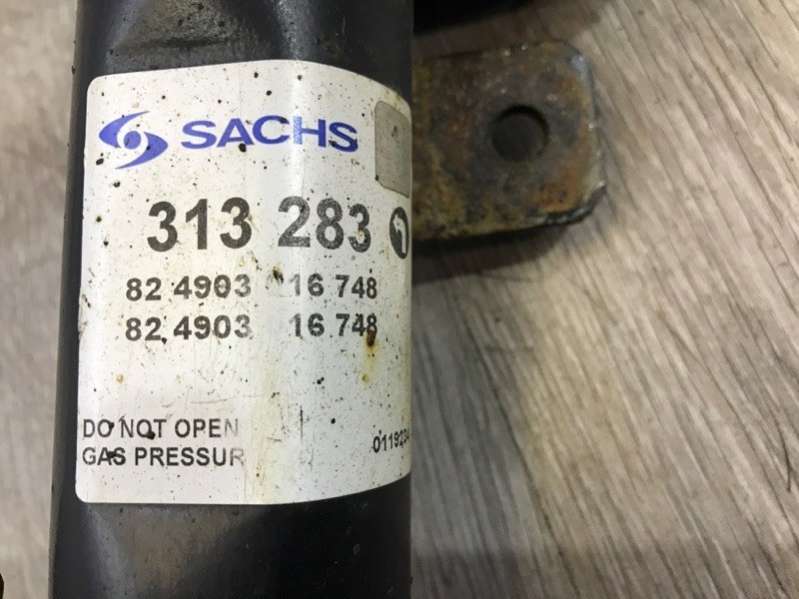 SACHS
313 283
82 4903 16 748
82 4903 16 748
DO NOT OPEN
GAS PRESSUR